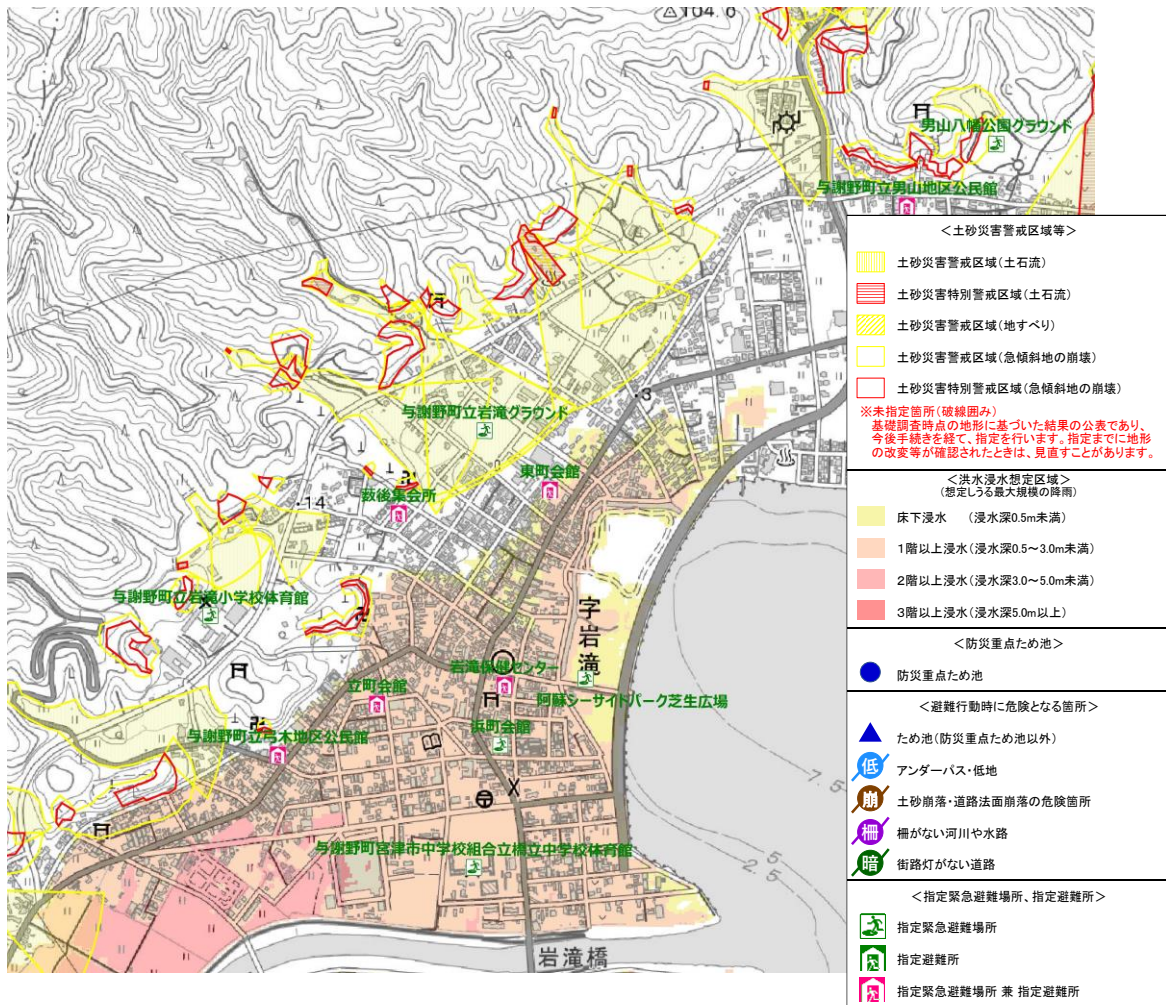 △104.6
男山八幡公園グラウンド
与謝野町立男山地区公民館
与謝野町立岩滝グラウンド
・3
東町会館
藪後集会所
・14
与謝野町立岩滝小学校体育館
字岩滝
岩滝保健センター
立町会館
阿蘇シーサイドパーク芝生広場
浜町会館
与謝野町立弓木地区公民館
与謝野町宮津市中学校組合立橋立中学校体育館
7.5
5
5
2.5
岩滝橋
＜土砂災害警戒区域等＞
土砂災害警戒区域（土石流）
土砂災害特別警戒区域（土石流）
土砂災害警戒区域（地すべり）
土砂災害警戒区域（急傾斜地の崩壊）
土砂災害特別警戒区域（急傾斜地の崩壊）
※未指定箇所（破線囲み）
基礎調査時点の地形に基づいた結果の公表であり、
今後手続きを経て、指定を行います。指定までに地形
の改変等が確認されたときは、見直すことがあります。
＜洪水浸水想定区域＞
（想定しうる最大規模の降雨）
床下浸水　（浸水深0.5m未満）
1階以上浸水（浸水深0.5～3.0m未満）
2階以上浸水（浸水深3.0～5.0m未満）
3階以上浸水（浸水深5.0m以上）
＜防災重点ため池＞
防災重点ため池
＜避難行動時に危険となる箇所＞
ため池（防災重点ため池以外）
低 アンダーパス・低地
崩 土砂崩落・道路法面崩落の危険箇所
柵 柵がない河川や水路
暗 街路灯がない道路
＜指定緊急避難場所、指定避難所＞
指定緊急避難場所
指定避難所
指定緊急避難場所 兼 指定避難所